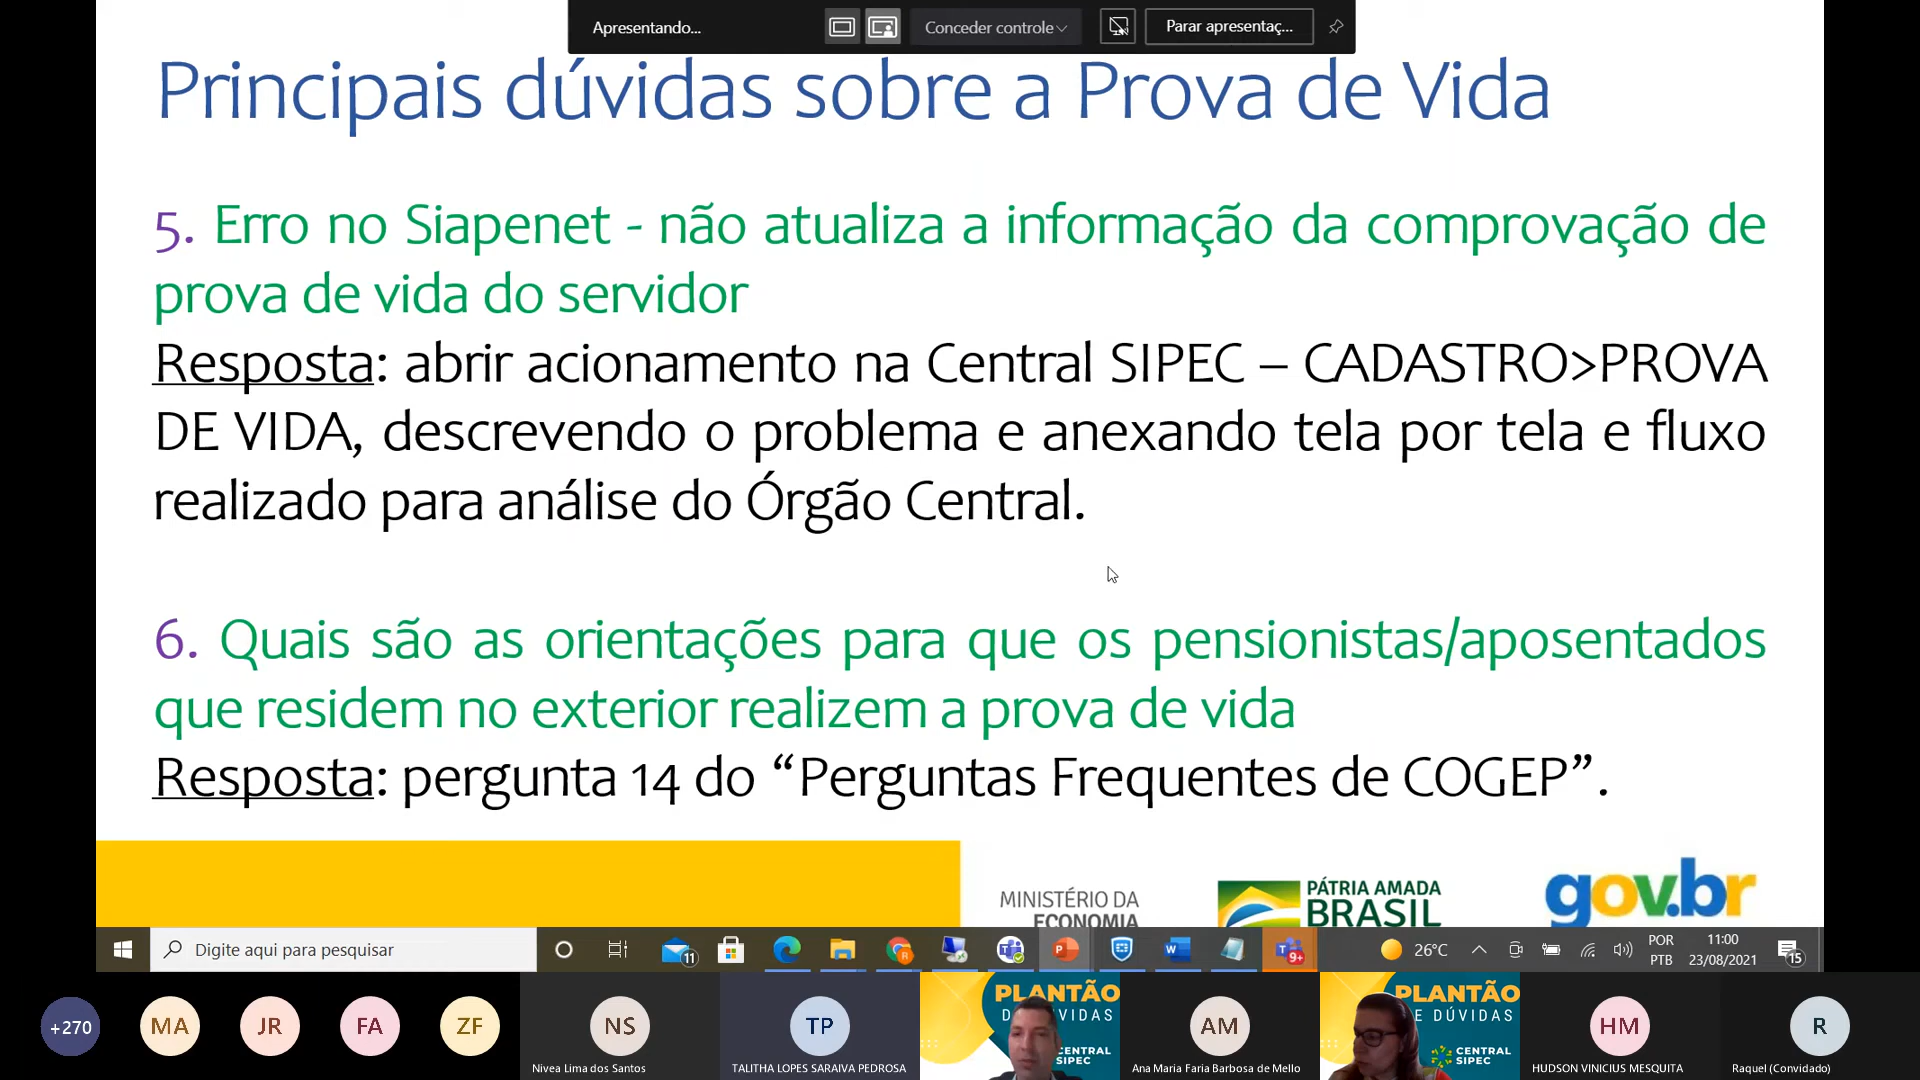 Apresentando...
Conceder controle
Parar apresentaç...
Principais dúvidas sobre a Prova de Vida
5. Erro no Siapenet - não atualiza a informação da comprovação de
prova de vida do servidor
Resposta: abrir acionamento na Central SIPEC – CADASTRO>PROVA
DE VIDA, descrevendo o problema e anexando tela por tela e fluxo
realizado para análise do Órgão Central.
6. Quais são as orientações para que os pensionistas/aposentados
que residem no exterior realizem a prova de vida
Resposta: pergunta 14 do “Perguntas Frequentes de COGEP”.
MINISTÉRIO DA
ECONOMIA
PÁTRIA AMADA
BRASIL
gov.br
Digite aqui para pesquisar
11
9+
26°C
POR
PTB
11:00
23/08/2021
15
+270
MA
JR
FA
ZF
NS
Nivea Lima dos Santos
TP
TALITHA LOPES SARAIVA PEDROSA
PLANTÃO
DÚVIDAS
CENTRAL
SIPEC
AM
Ana Maria Faria Barbosa de Mello
PLANTÃO
E DÚVIDAS
CENTRAL
SIPEC
HM
HUDSON VINICIUS MESQUITA
R
Raquel (Convidado)